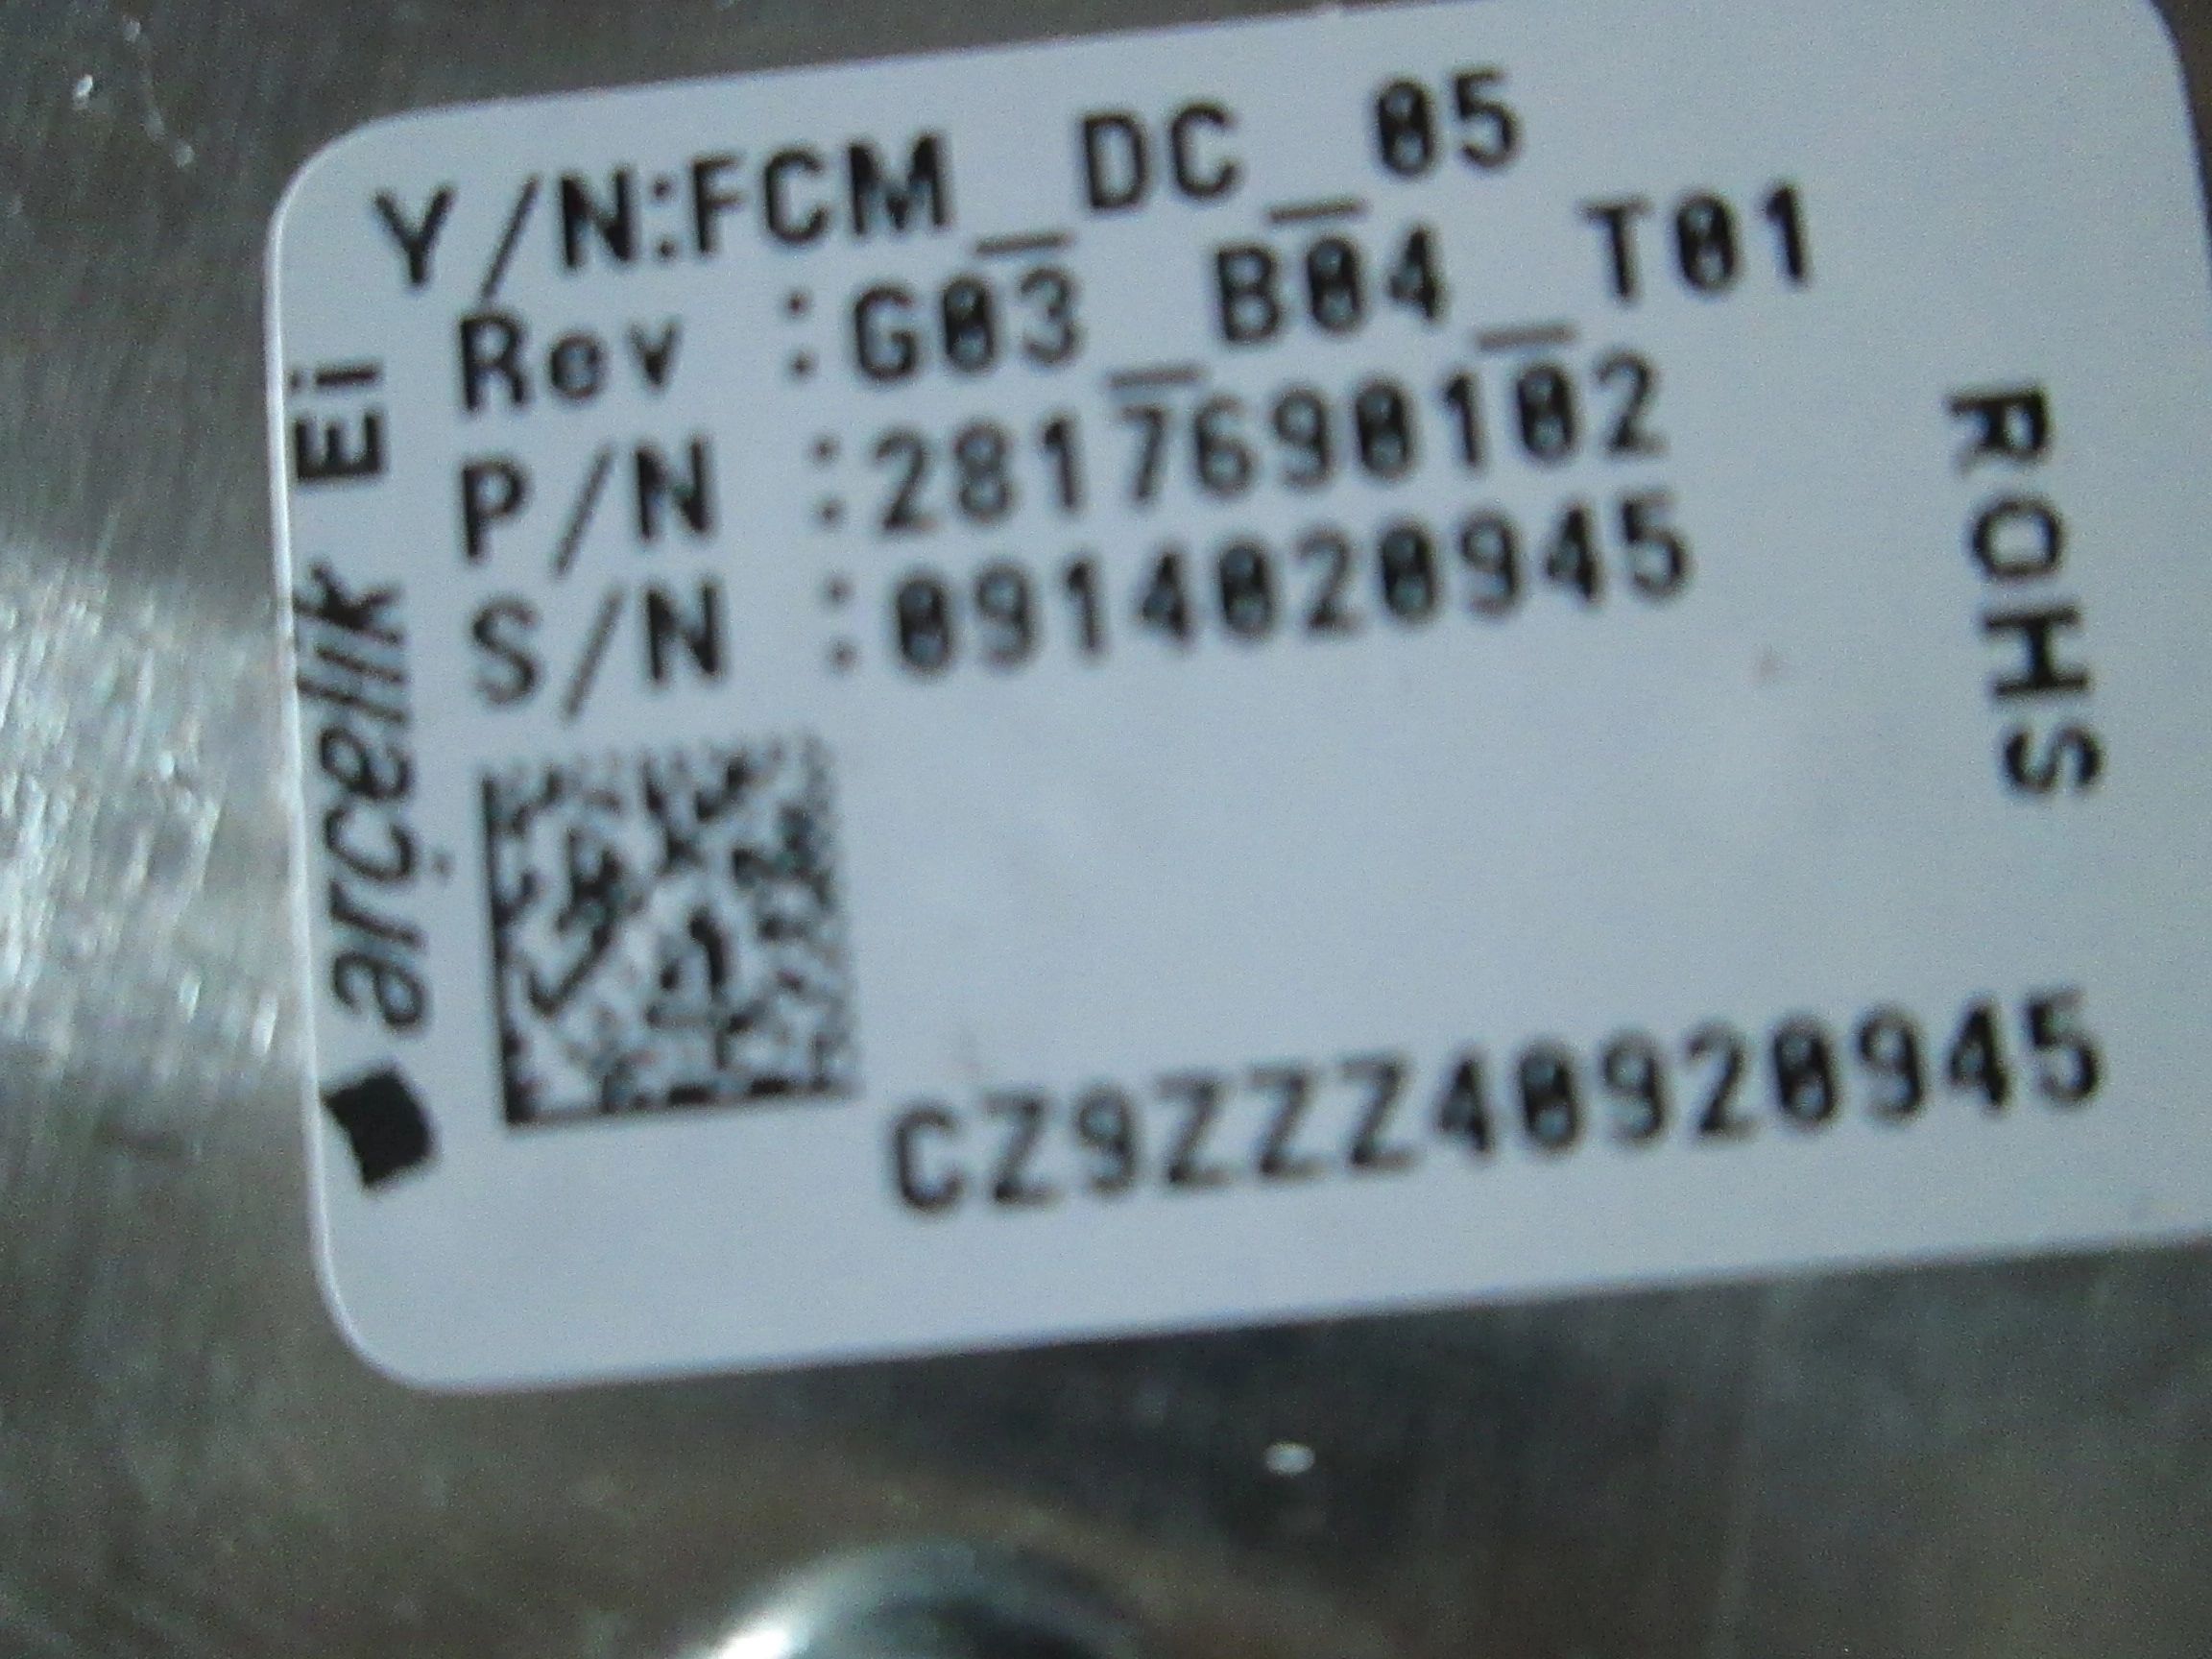 Y/N:FCM_DC_05
Rev :G03_B04_T01
P/N :2817690102
S/N :0914020945
CZ9ZZZ40920945
arçelik Ei
ROHS